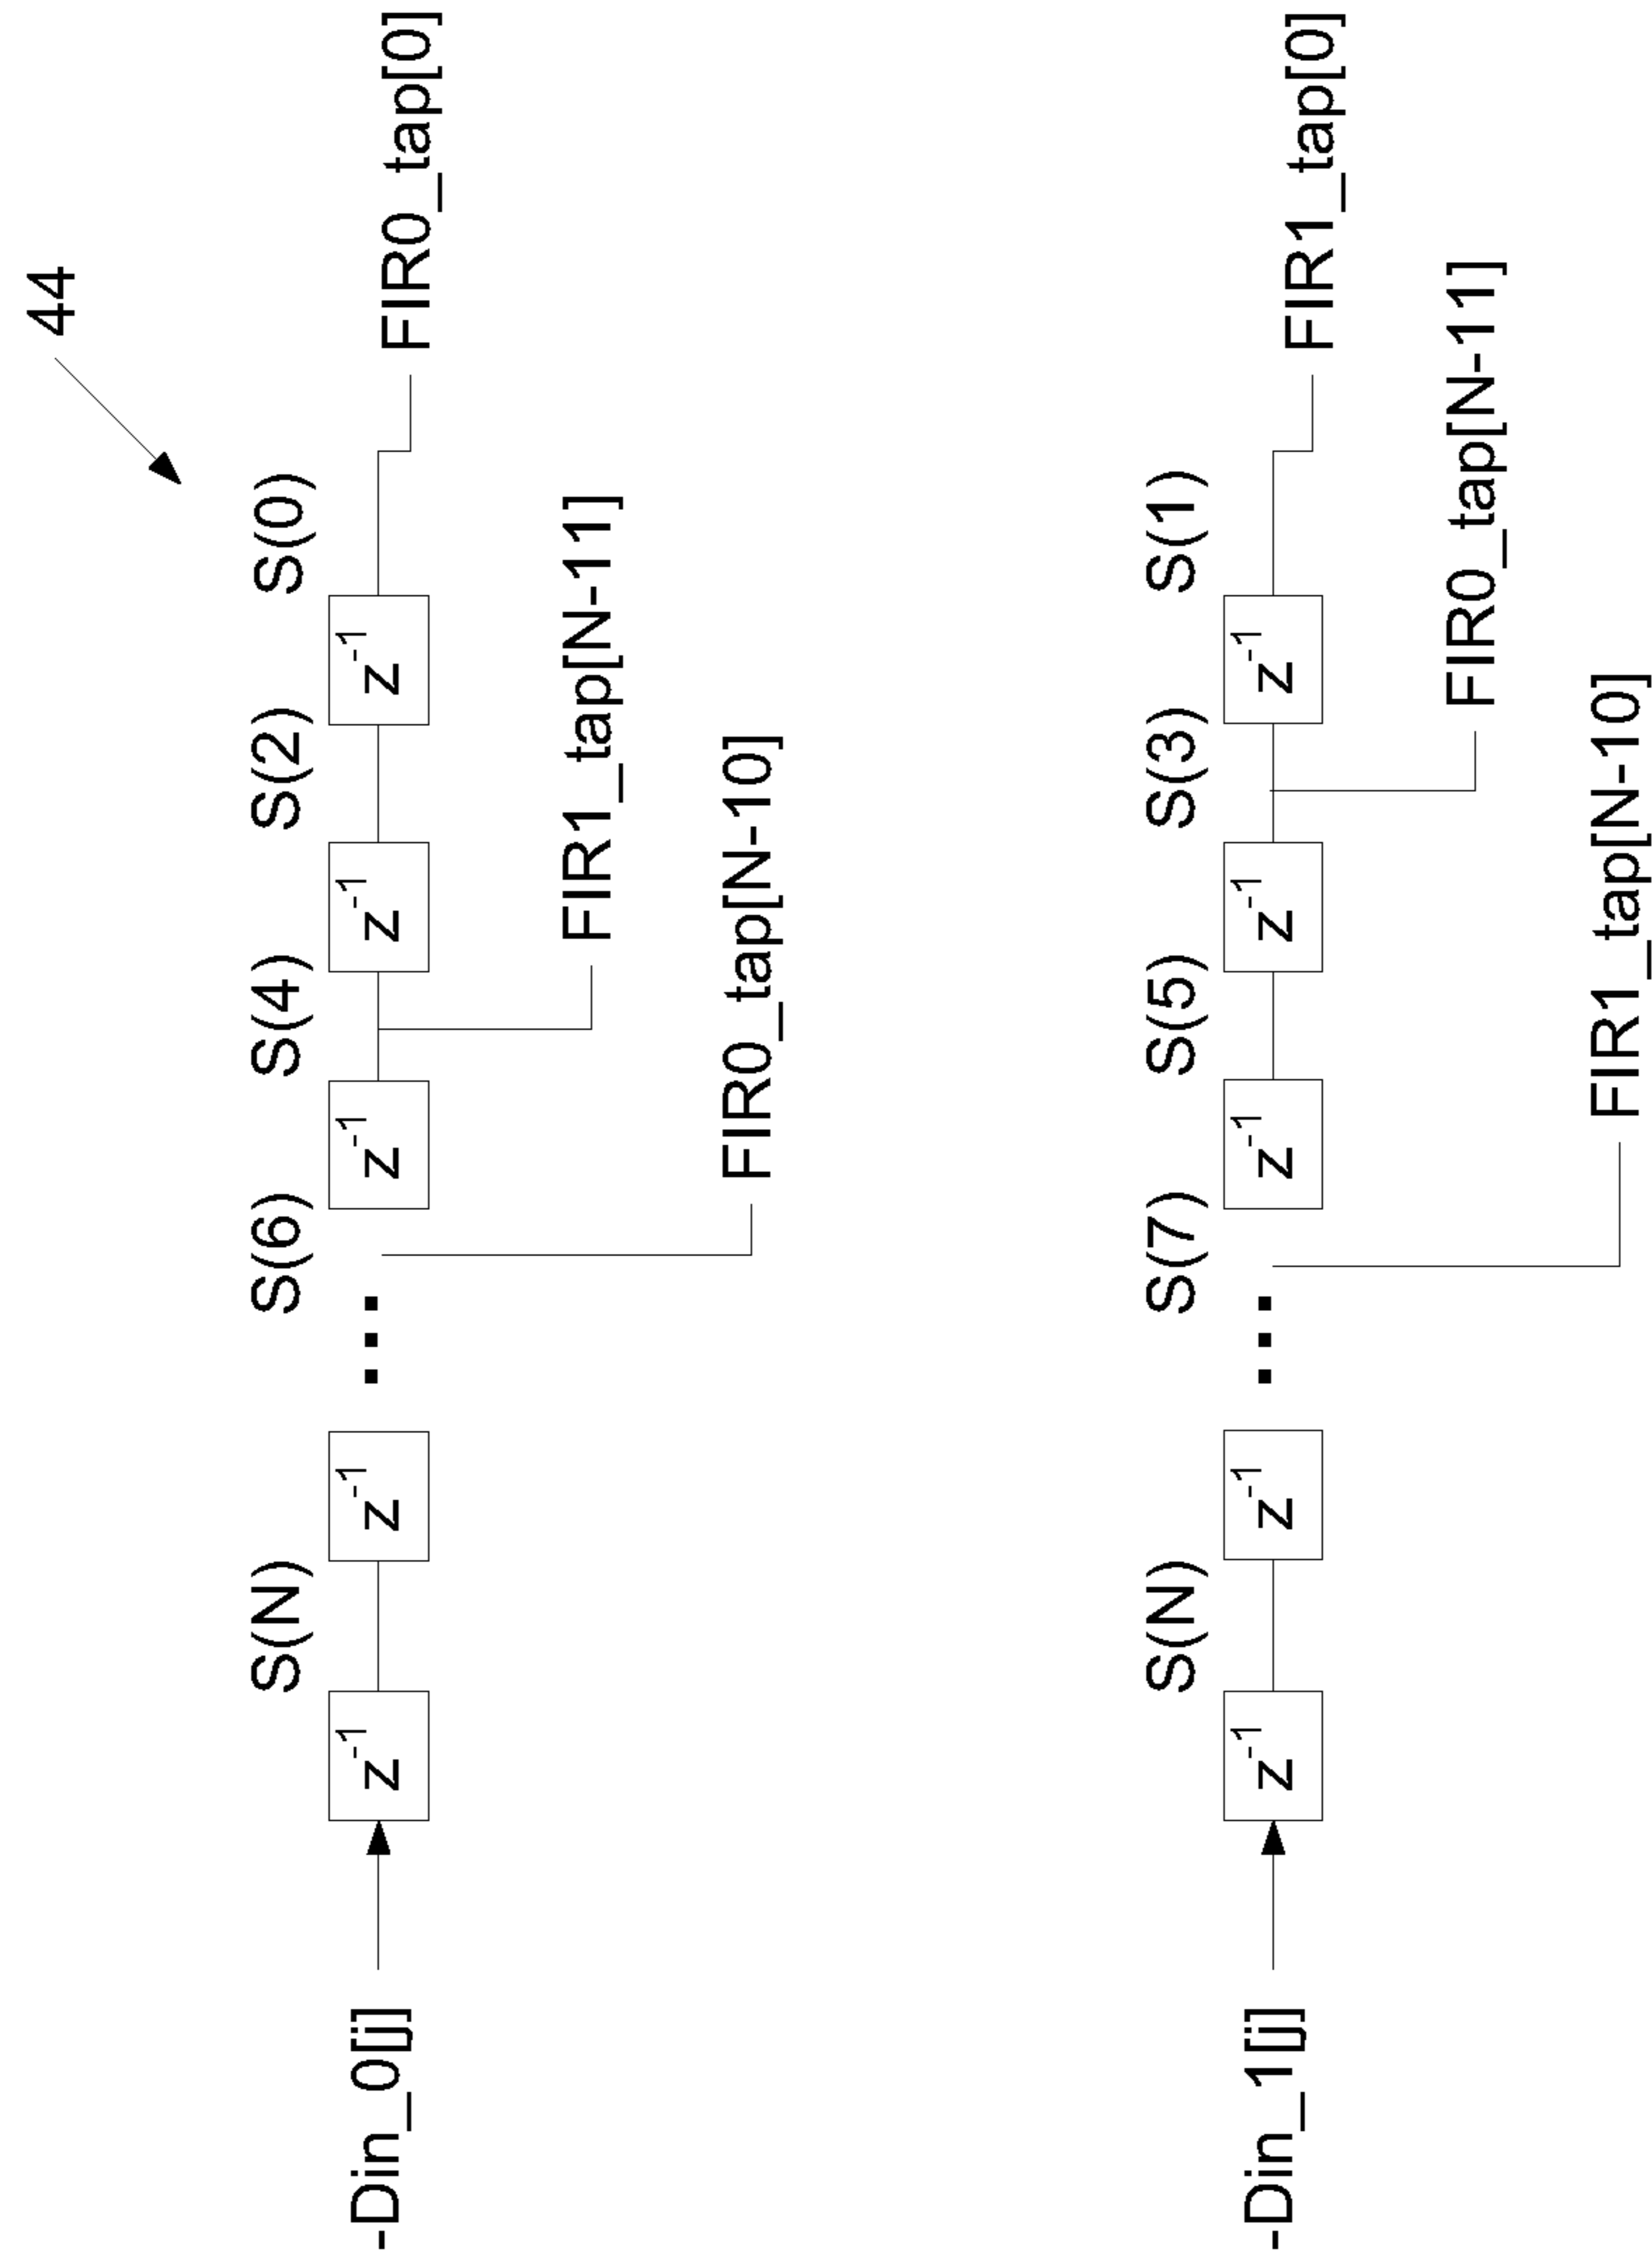 44
S(N)
S(6)
S(4)
S(2)
S(0)
-Din_0[j]
z-1
z-1
...
z-1
z-1
z-1
FIR0_tap[0]
FIR1_tap[N-11]
FIR0_tap[N-10]
S(N)
S(7)
S(5)
S(3)
S(1)
-Din_1[j]
z-1
z-1
...
z-1
z-1
z-1
FIR1_tap[0]
FIR0_tap[N-11]
FIR1_tap[N-10]